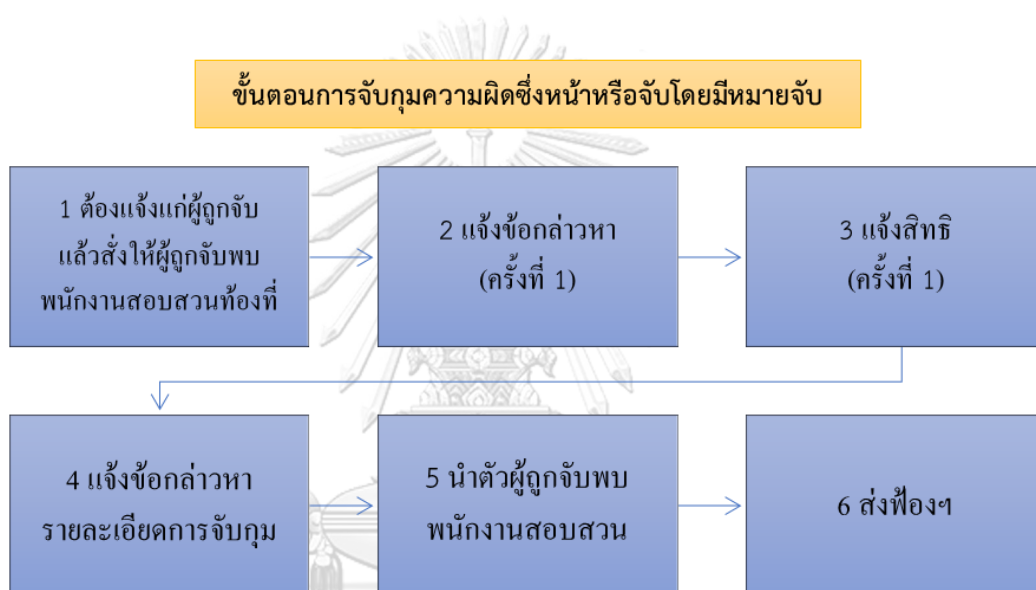 ขั้นตอนการจับกุมความผิดซึ่งหน้าหรือจับโดยมีหมายจับ
1 ต้องแจ้งแก่ผู้ถูกจับ
แล้วสั่งให้ผู้ถูกจับพบ
พนักงานสอบสวนท้องที่
2 แจ้งข้อกล่าวหา
(ครั้งที่ 1)
3 แจ้งสิทธิ
(ครั้งที่ 1)
4 แจ้งข้อกล่าวหา
รายละเอียดการจับกุม
5 นำตัวผู้ถูกจับพบ
พนักงานสอบสวน
6 ส่งฟ้องฯ